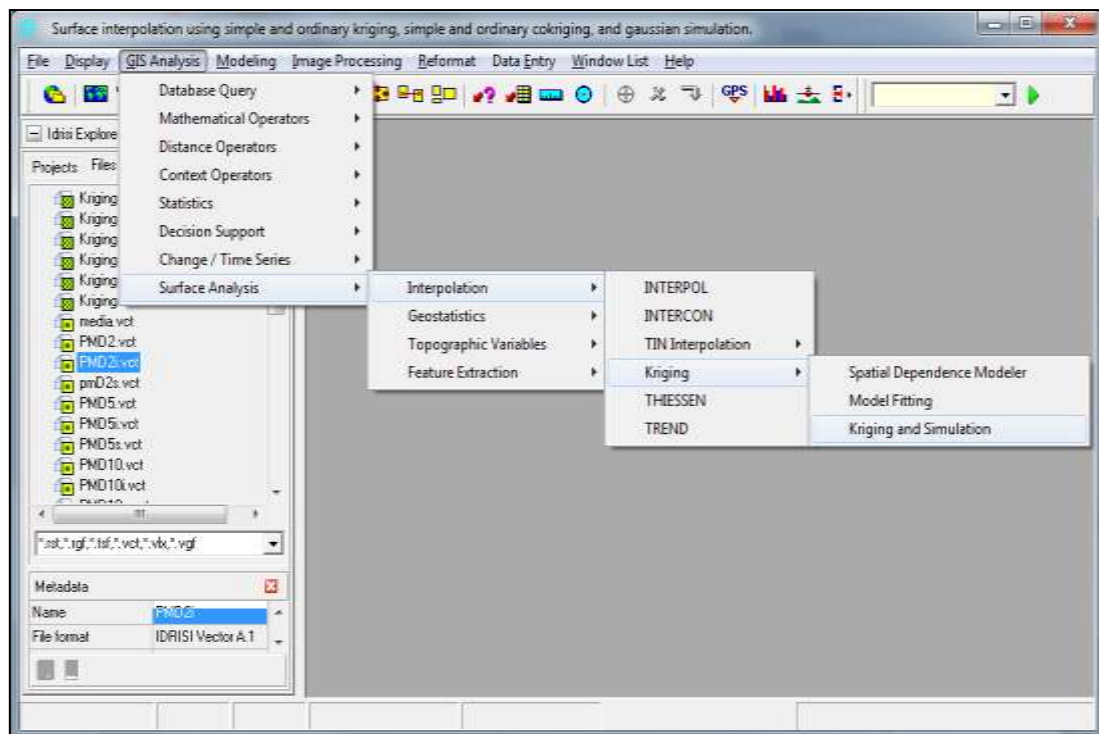 Surface interpolation using simple and ordinary kriging, simple and ordinary cokriging, and gaussian simulation.
File Display GIS Analysis Modeling Image Processing Reformat Data Entry Window List Help
GPS
Database Query
Mathematical Operators
Distance Operators
Context Operators
Statistics
Decision Support
Change / Time Series
Surface Analysis
Interpolation
Geostatistics
Topographic Variables
Feature Extraction
INTERPOL
INTERCON
TIN Interpolation
Kriging
THIESSEN
TREND
Spatial Dependence Modeler
Model Fitting
Kriging and Simulation
Idrisi Explore
Projects Files
Kriging
Kriging
Kriging
Kriging
Kriging
Kriging
media.vct
PMD2.vct
PMD2i.vct
pmD2s.vct
PMD5.vct
PMD5i.vct
PMD5s.vct
PMD10.vct
PMD10i.vct
*.rst,*.rgf,*.tsf,*.vct,*.vlx,*.vgf
Metadata
Name PMD2i
File format IDRISI Vector A.1